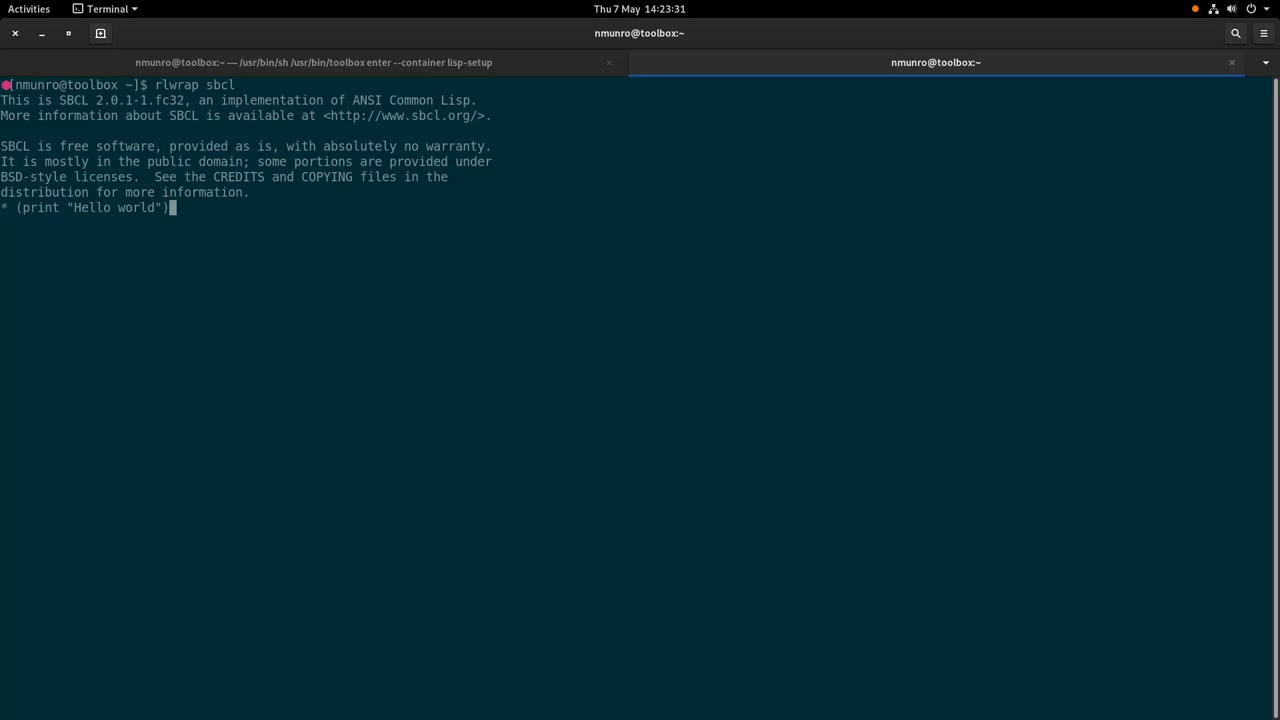 Activities Terminal Thu 7 May 14:23:31
nmunro@toolbox:~
nmunro@toolbox:~ — /usr/bin/sh /usr/bin/toolbox enter --container lisp-setup nmunro@toolbox:~
[nmunro@toolbox ~]$ rlwrap sbcl
This is SBCL 2.0.1-1.fc32, an implementation of ANSI Common Lisp.
More information about SBCL is available at <http://www.sbcl.org/>.
SBCL is free software, provided as is, with absolutely no warranty.
It is mostly in the public domain; some portions are provided under
BSD-style licenses.  See the CREDITS and COPYING files in the
distribution for more information.
* (print "Hello world")